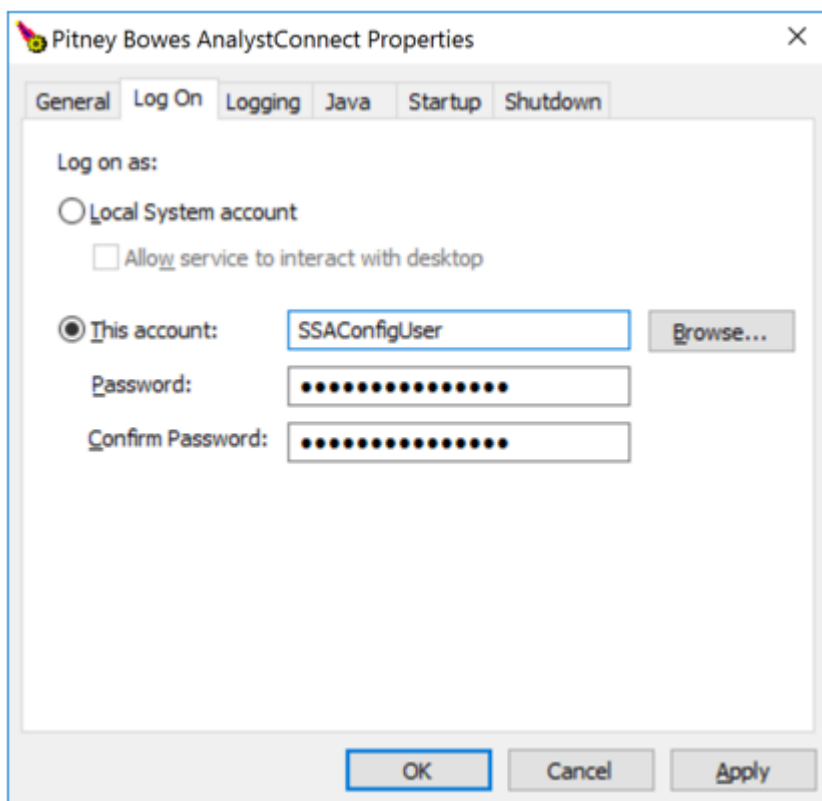 Pitney Bowes AnalystConnect Properties
General Log On Logging Java Startup Shutdown
Log on as:
Local System account
Allow service to interact with desktop
This account: SSAConfigUser Browse...
Password: ●●●●●●●●●●●●●●●
Confirm Password: ●●●●●●●●●●●●●●●
OK Cancel Apply